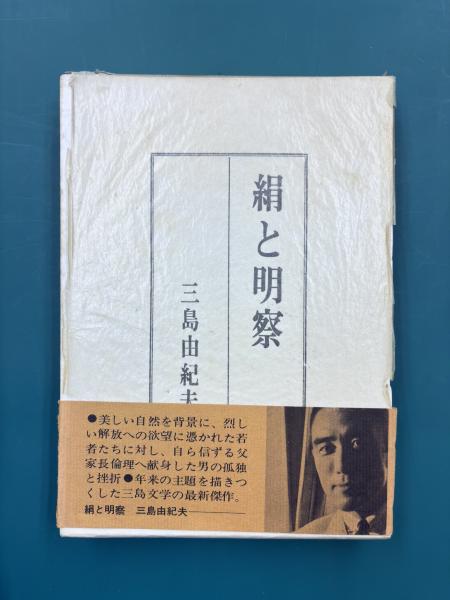 絹と明察
三島由紀夫
●美しい自然を背景に、烈し
い解放への欲望に憑かれた若
者たちに対し、自ら信ずる父
家長倫理へ献身した男の孤独
と挫折●年来の主題を描きつ
くした三島文学の最新傑作。
絹と明察　三島由紀夫